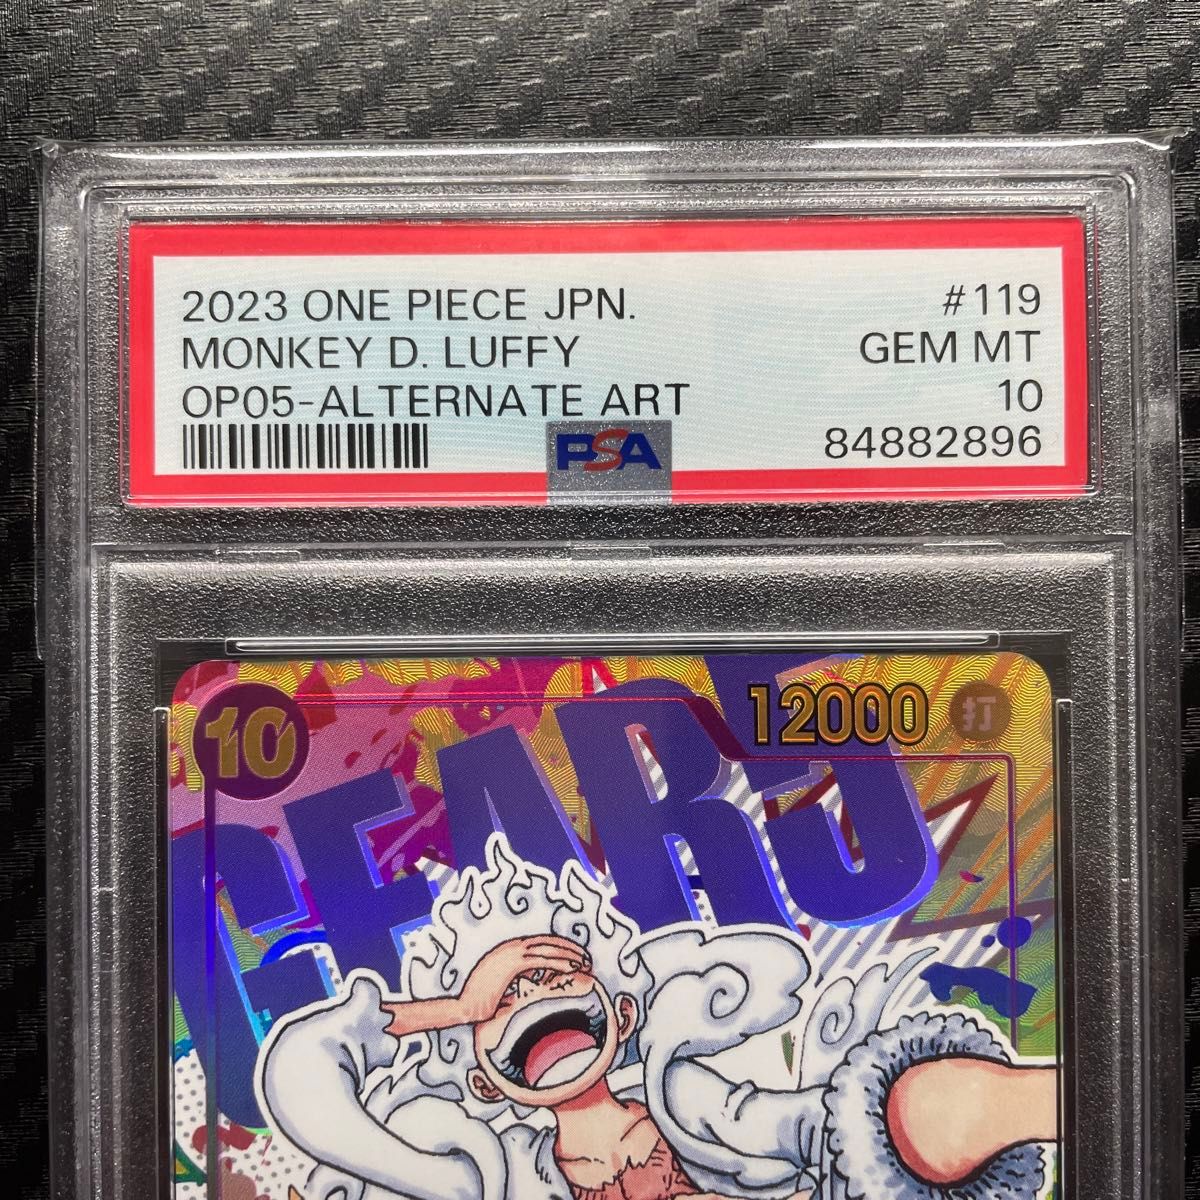 2023 ONE PIECE JPN. #119
MONKEY D. LUFFY GEM MT
OP05-ALTERNATE ART 10
PSA 84882896
10 12000 打
GEAR5